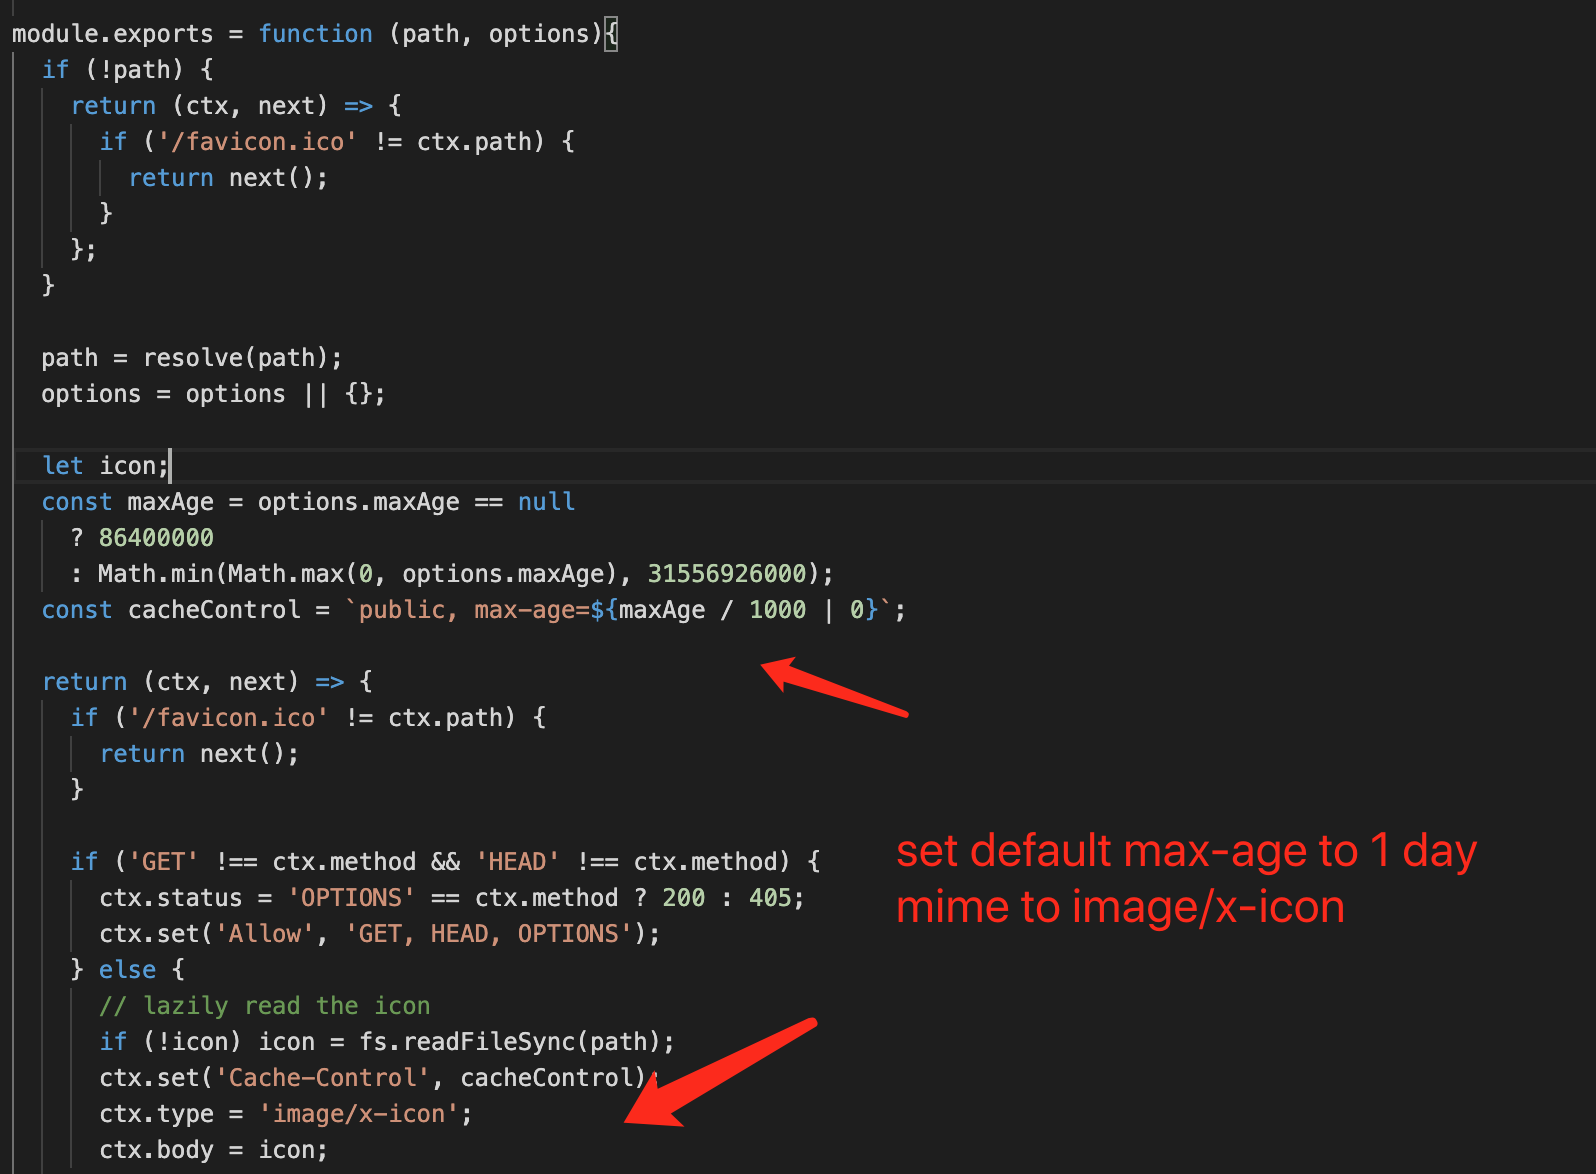 module.exports = function (path, options){
if (!path) {
return (ctx, next) => {
if ('/favicon.ico' != ctx.path) {
return next();
}
};
}
path = resolve(path);
options = options || {};
let icon;
const maxAge = options.maxAge == null
? 86400000
: Math.min(Math.max(0, options.maxAge), 31556926000);
const cacheControl = `public, max-age=${maxAge / 1000 | 0}`;
return (ctx, next) => {
if ('/favicon.ico' != ctx.path) {
return next();
}
if ('GET' !== ctx.method && 'HEAD' !== ctx.method) {
ctx.status = 'OPTIONS' == ctx.method ? 200 : 405;
ctx.set('Allow', 'GET, HEAD, OPTIONS');
} else {
// lazily read the icon
if (!icon) icon = fs.readFileSync(path);
ctx.set('Cache-Control', cacheControl);
ctx.type = 'image/x-icon';
ctx.body = icon;
set default max-age to 1 day
mime to image/x-icon